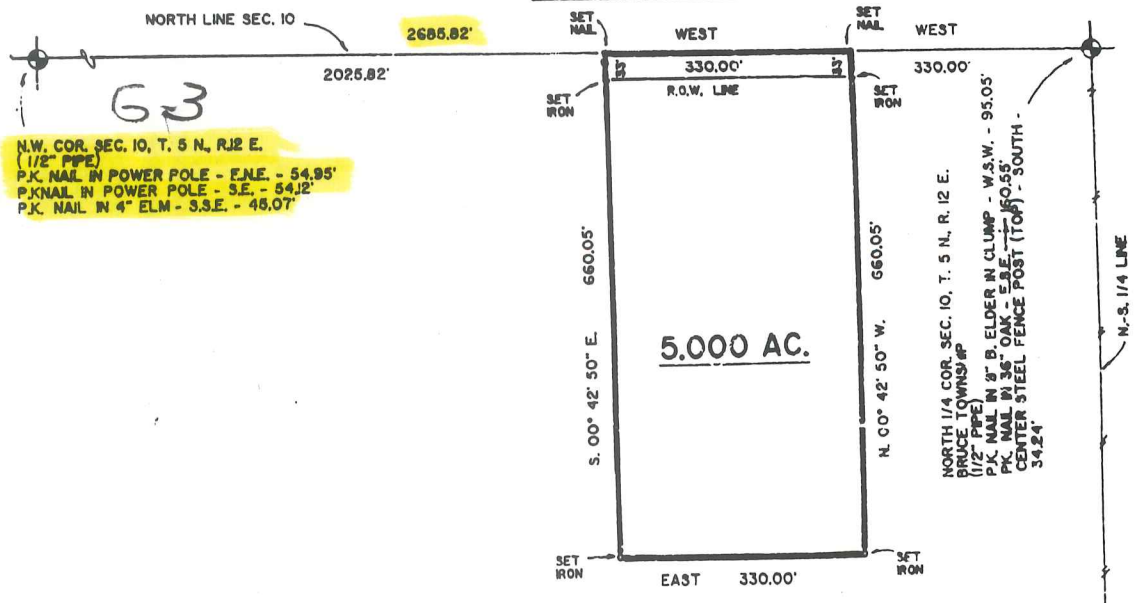 NORTH LINE SEC. 10
2685.82'
SET NAIL
WEST
SET NAIL
WEST
2025.82'
33'
330.00'
33'
330.00'
R.O.W. LINE
SET IRON
SET IRON
G-3
N.W. COR. SEC. 10, T. 5 N., R.12 E.
(1/2" PIPE)
P.K. NAIL IN POWER POLE - E.N.E. - 54.95'
P.K.NAIL IN POWER POLE - S.E. - 54.12'
P.K. NAIL IN 4" ELM - S.S.E. - 45.07'
S. 00° 42' 50" E. 660.05'
5.000 AC.
N. 00° 42' 50" W. 660.05'
NORTH 1/4 COR. SEC. 10, T. 5 N., R. 12 E.
BRUCE TOWNSHIP
(1/2" PIPE)
P.K. NAIL IN 8" B. ELDER IN CLUMP - W.S.W. - 95.05'
PK. NAIL IN 36" OAK - E.S.E. - 160.55'
CENTER STEEL FENCE POST (TOP) - SOUTH -
34.24'
N.-S. 1/4 LINE
SET IRON
EAST 330.00'
SET IRON